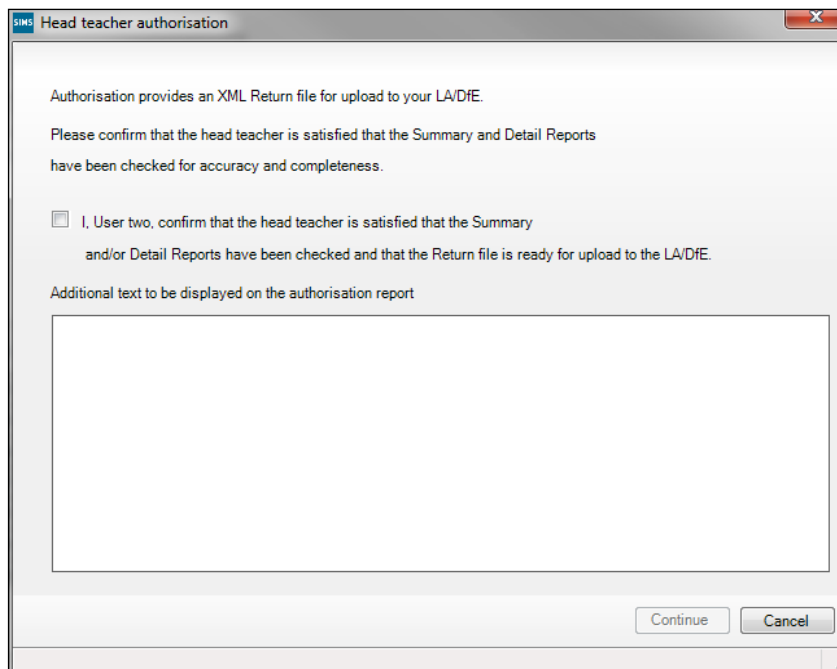 SIMS Head teacher authorisation
Authorisation provides an XML Return file for upload to your LA/DfE.
Please confirm that the head teacher is satisfied that the Summary and Detail Reports
have been checked for accuracy and completeness.
I, User two, confirm that the head teacher is satisfied that the Summary
and/or Detail Reports have been checked and that the Return file is ready for upload to the LA/DfE.
Additional text to be displayed on the authorisation report
Continue Cancel